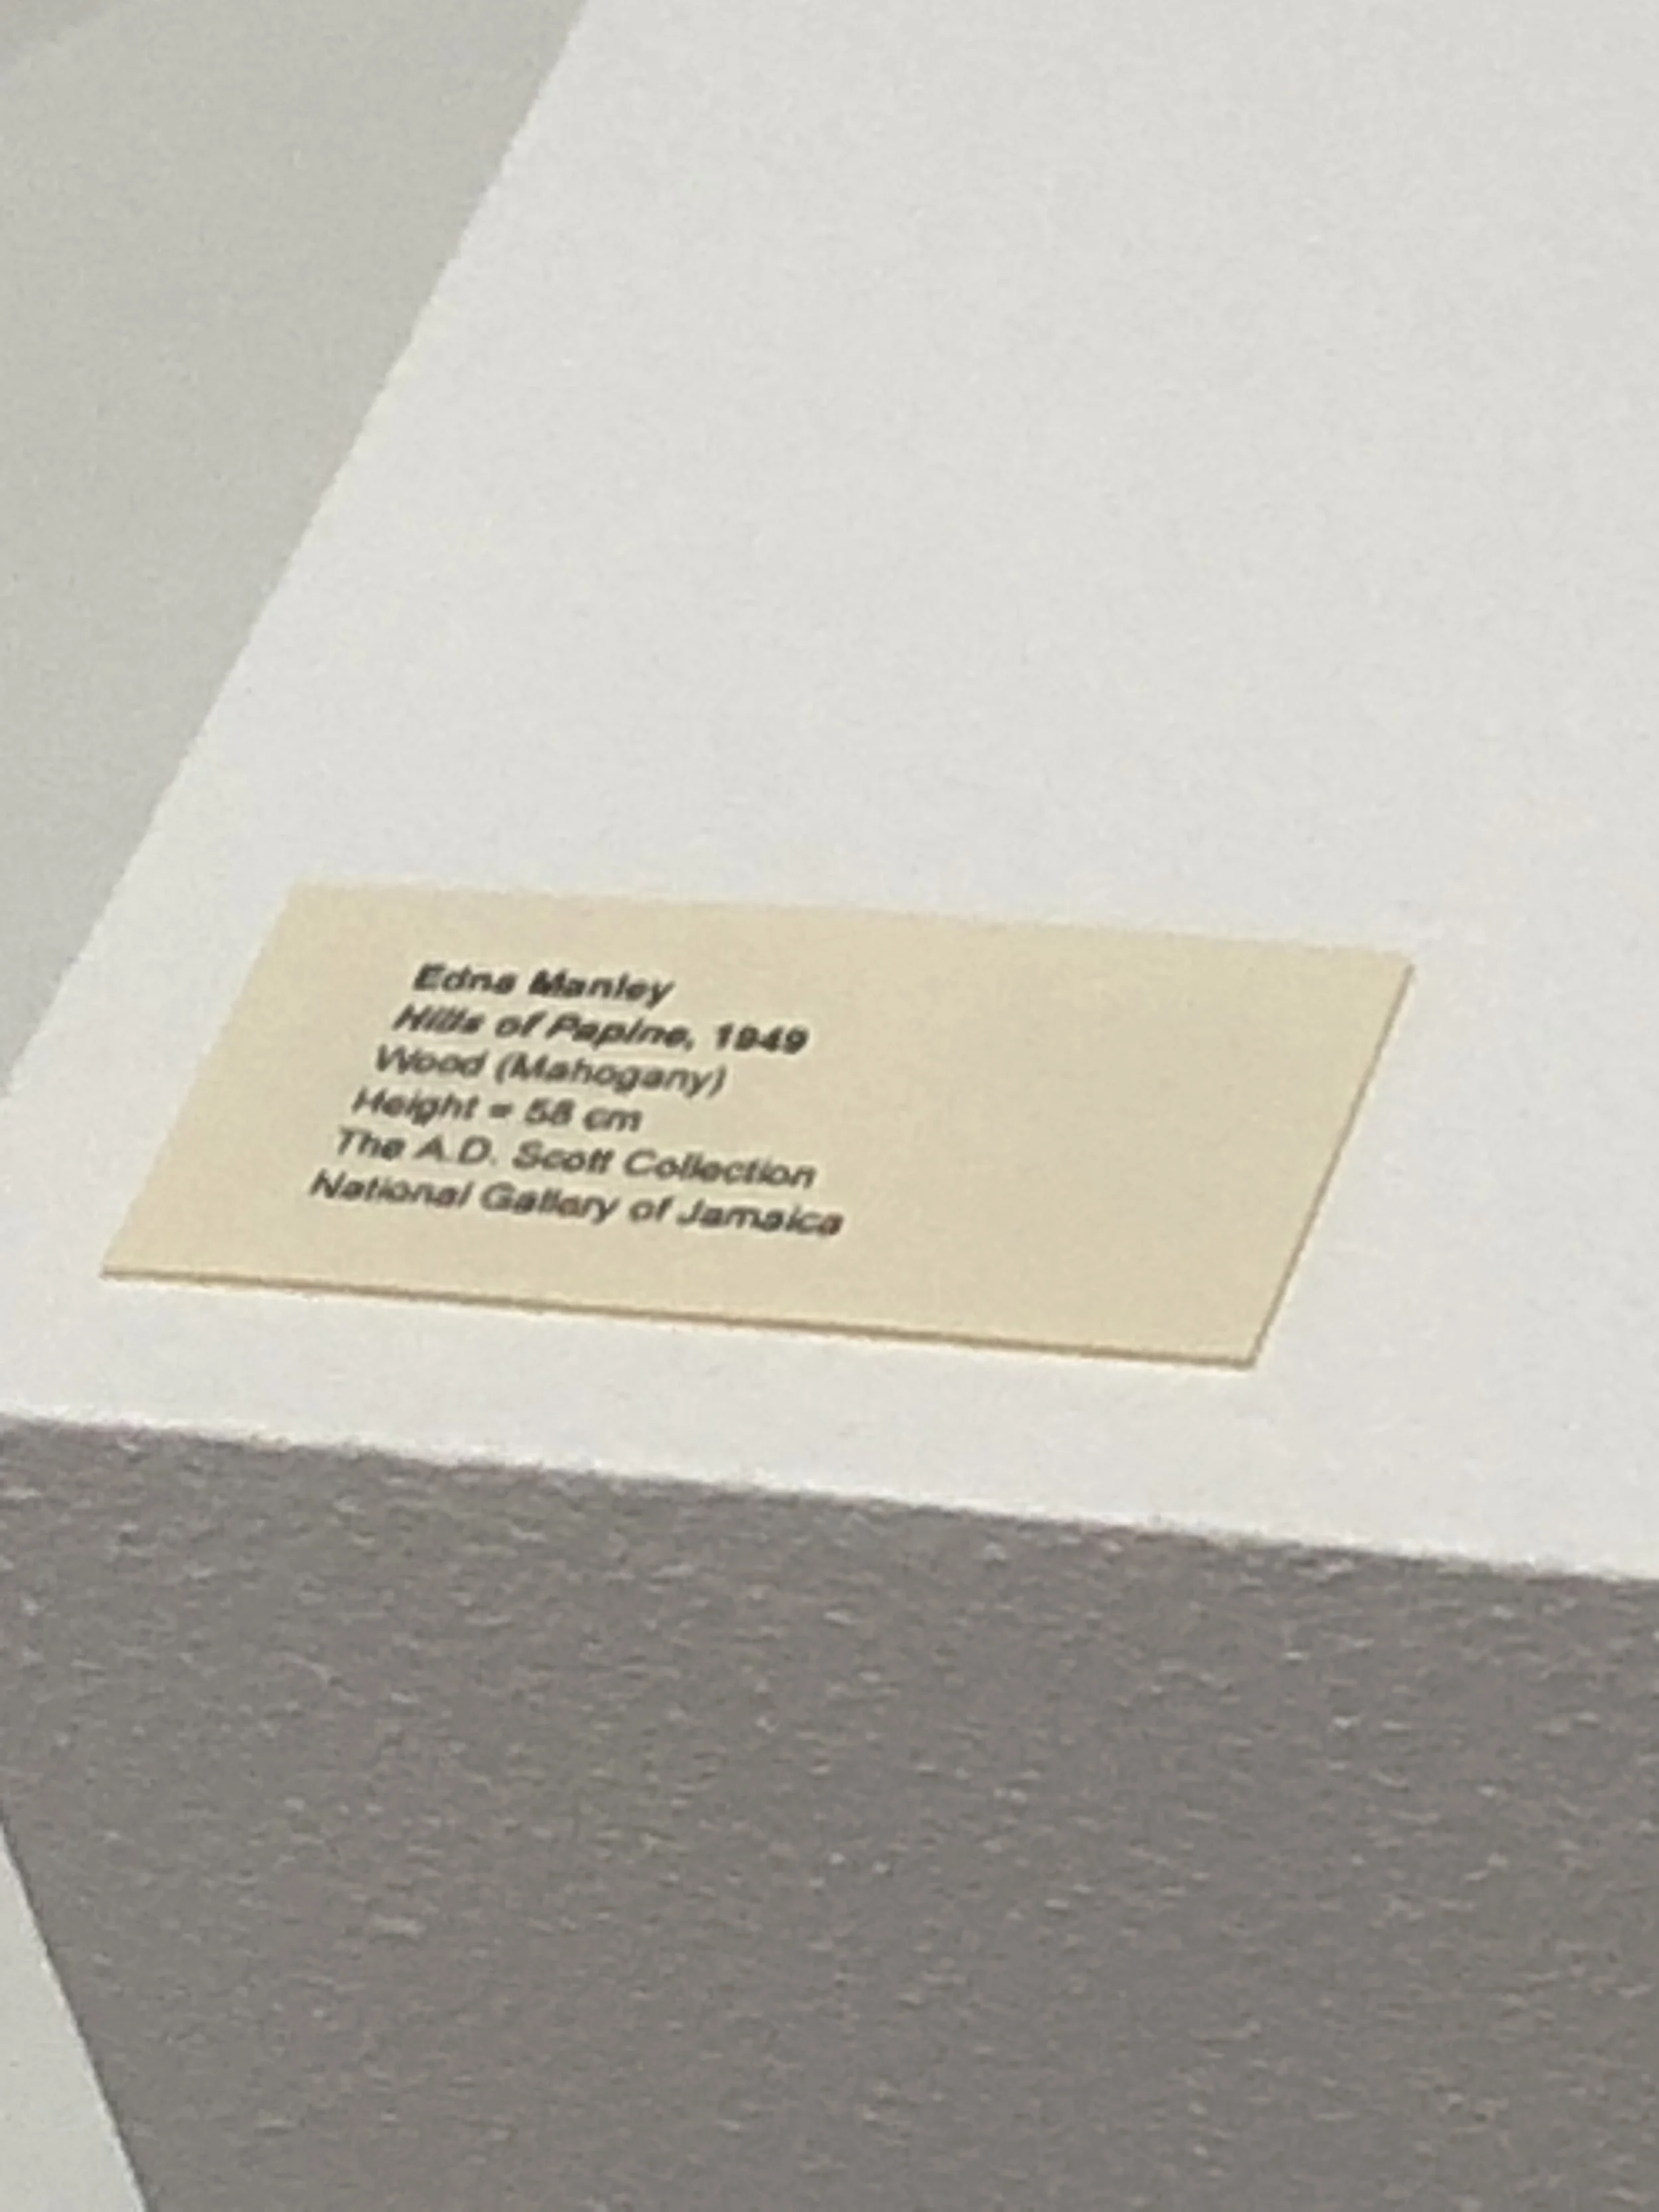 Edna Manley
Hills of Papine, 1949
Wood (Mahogany)
Height = 58 cm
The A.D. Scott Collection
National Gallery of Jamaica